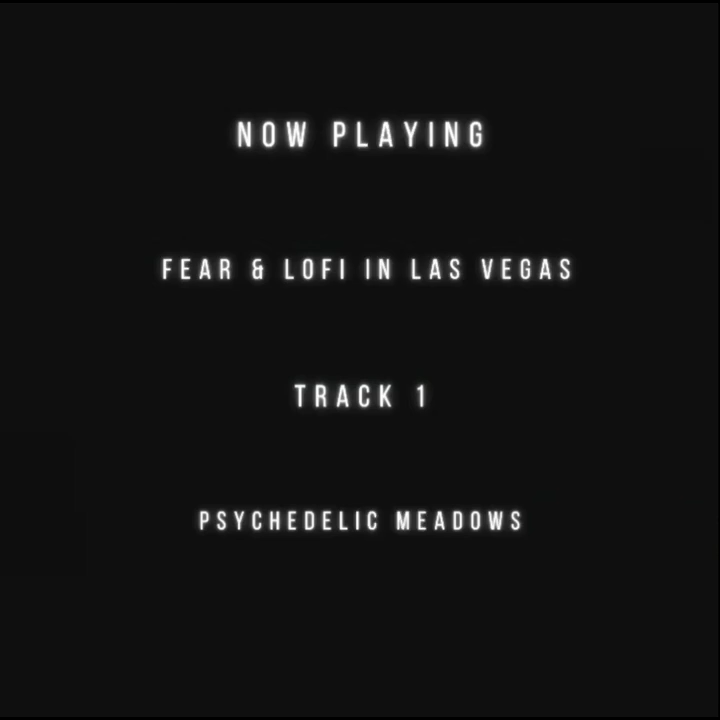 NOW PLAYING
FEAR & LOFI IN LAS VEGAS
TRACK 1
PSYCHEDELIC MEADOWS